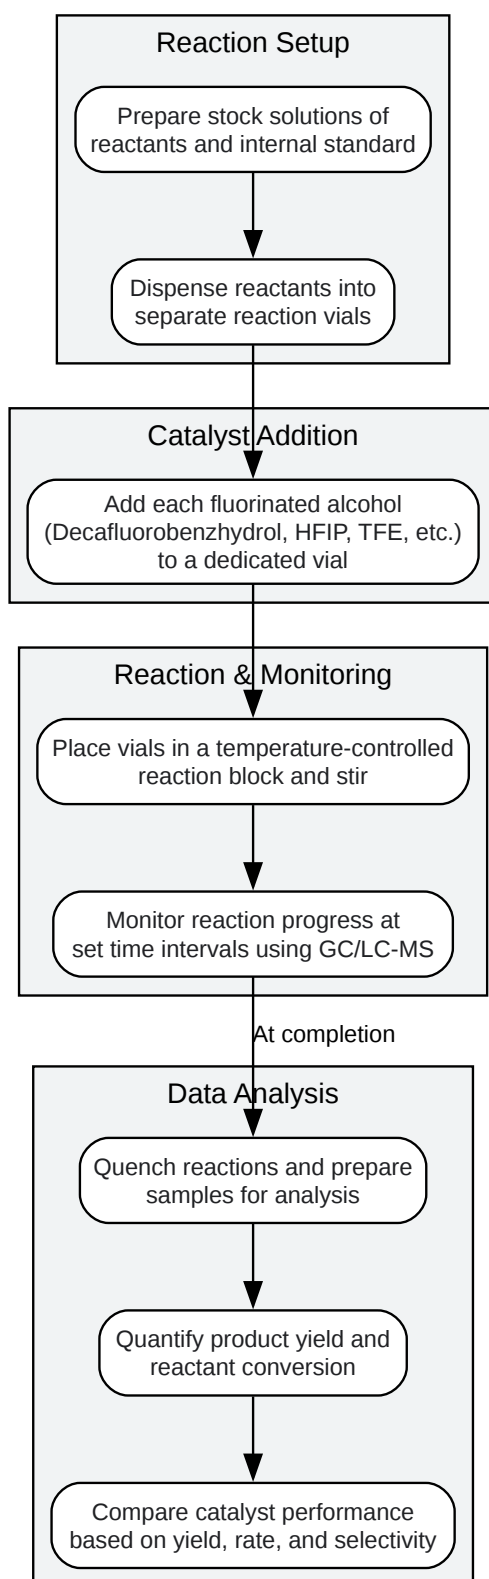 Reaction Setup
Prepare stock solutions of
reactants and internal standard
Dispense reactants into
separate reaction vials
Catalyst Addition
Add each fluorinated alcohol
(Decafluorobenzhydrol, HFIP, TFE, etc.)
to a dedicated vial
Reaction & Monitoring
Place vials in a temperature-controlled
reaction block and stir
Monitor reaction progress at
set time intervals using GC/LC-MS
At completion
Data Analysis
Quench reactions and prepare
samples for analysis
Quantify product yield and
reactant conversion
Compare catalyst performance
based on yield, rate, and selectivity